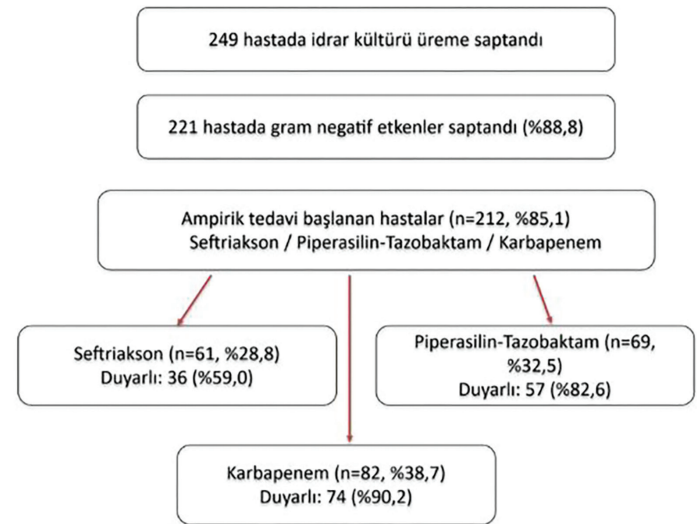 249 hastada idrar kültürü üreme saptandı
221 hastada gram negatif etkenler saptandı (%88,8)
Ampirik tedavi başlanan hastalar (n=212, %85,1)
Seftriakson / Piperasilin-Tazobaktam / Karbapenem
Seftriakson (n=61, %28,8)
Duyarlı: 36 (%59,0)
Piperasilin-Tazobaktam (n=69,
%32,5)
Duyarlı: 57 (%82,6)
Karbapenem (n=82, %38,7)
Duyarlı: 74 (%90,2)